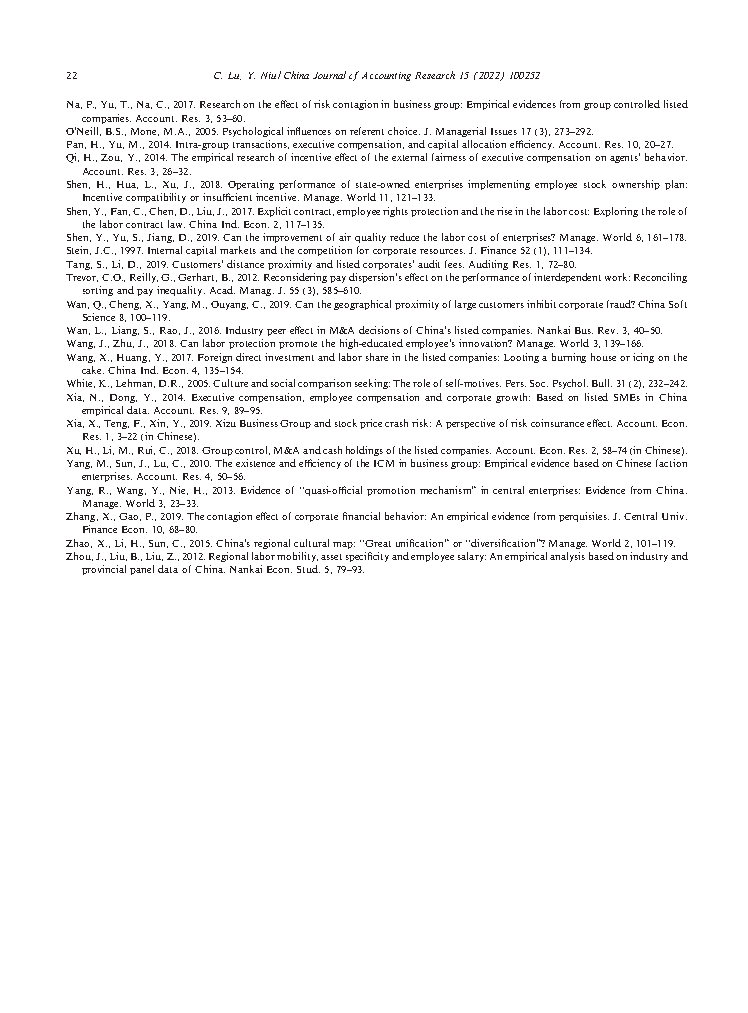 22
C. Lu, Y. Niu / China Journal of Accounting Research 15 (2022) 100252
Na, P., Yu, T., Na, C., 2017. Research on the effect of risk contagion in business group: Empirical evidences from group controlled listed
companies. Account. Res. 3, 53–60.
O'Neill, B.S., Mone, M.A., 2005. Psychological influences on referent choice. J. Managerial Issues 17 (3), 273–292.
Pan, H., Yu, M., 2014. Intra-group transactions, executive compensation, and capital allocation efficiency. Account. Res. 10, 20–27.
Qi, H., Zou, Y., 2014. The empirical research of incentive effect of the external fairness of executive compensation on agents' behavior.
Account. Res. 3, 26–32.
Shen, H., Hua, L., Xu, J., 2018. Operating performance of state-owned enterprises implementing employee stock ownership plan:
Incentive compatibility or insufficient incentive. Manage. World 11, 121–133.
Shen, Y., Fan, C., Chen, D., Liu, J., 2017. Explicit contract, employee rights protection and the rise in the labor cost: Exploring the role of
the labor contract law. China Ind. Econ. 2, 117–135.
Shen, Y., Yu, S., Jiang, D., 2019. Can the improvement of air quality reduce the labor cost of enterprises? Manage. World 6, 161–178.
Stein, J.C., 1997. Internal capital markets and the competition for corporate resources. J. Finance 52 (1), 111–134.
Tang, S., Li, D., 2019. Customers' distance proximity and listed corporates' audit fees. Auditing Res. 1, 72–80.
Trevor, C.O., Reilly, G., Gerhart, B., 2012. Reconsidering pay dispersion's effect on the performance of interdependent work: Reconciling
sorting and pay inequality. Acad. Manag. J. 55 (3), 585–610.
Wan, Q., Cheng, X., Yang, M., Ouyang, C., 2019. Can the geographical proximity of large customers inhibit corporate fraud? China Soft
Science 8, 100–119.
Wan, L., Liang, S., Rao, J., 2016. Industry peer effect in M&A decisions of China's listed companies. Nankai Bus. Rev. 3, 40–50.
Wang, J., Zhu, J., 2018. Can labor protection promote the high-educated employee's innovation? Manage. World 3, 139–166.
Wang, X., Huang, Y., 2017. Foreign direct investment and labor share in the listed companies: Looting a burning house or icing on the
cake. China Ind. Econ. 4, 135–154.
White, K., Lehman, D.R., 2005. Culture and social comparison seeking: The role of self-motives. Pers. Soc. Psychol. Bull. 31 (2), 232–242.
Xia, N., Dong, Y., 2014. Executive compensation, employee compensation and corporate growth: Based on listed SMEs in China
empirical data. Account. Res. 9, 89–95.
Xia, X., Teng, F., Xin, Y., 2019. Xizu Business Group and stock price crash risk: A perspective of risk coinsurance effect. Account. Econ.
Res. 1, 3–22 (in Chinese).
Xu, H., Li, M., Rui, C., 2018. Group control, M&A and cash holdings of the listed companies. Account. Econ. Res. 2, 58–74 (in Chinese).
Yang, M., Sun, J., Lu, C., 2010. The existence and efficiency of the ICM in business group: Empirical evidence based on Chinese faction
enterprises. Account. Res. 4, 50–56.
Yang, R., Wang, Y., Nie, H., 2013. Evidence of “quasi-official promotion mechanism” in central enterprises: Evidence from China.
Manage. World 3, 23–33.
Zhang, X., Gao, P., 2019. The contagion effect of corporate financial behavior: An empirical evidence from perquisites. J. Central Univ.
Finance Econ. 10, 68–80.
Zhao, X., Li, H., Sun, C., 2015. China's regional cultural map: “Great unification” or “diversification”? Manage. World 2, 101–119.
Zhou, J., Liu, B., Liu, Z., 2012. Regional labor mobility, asset specificity and employee salary: An empirical analysis based on industry and
provincial panel data of China. Nankai Econ. Stud. 5, 79–93.